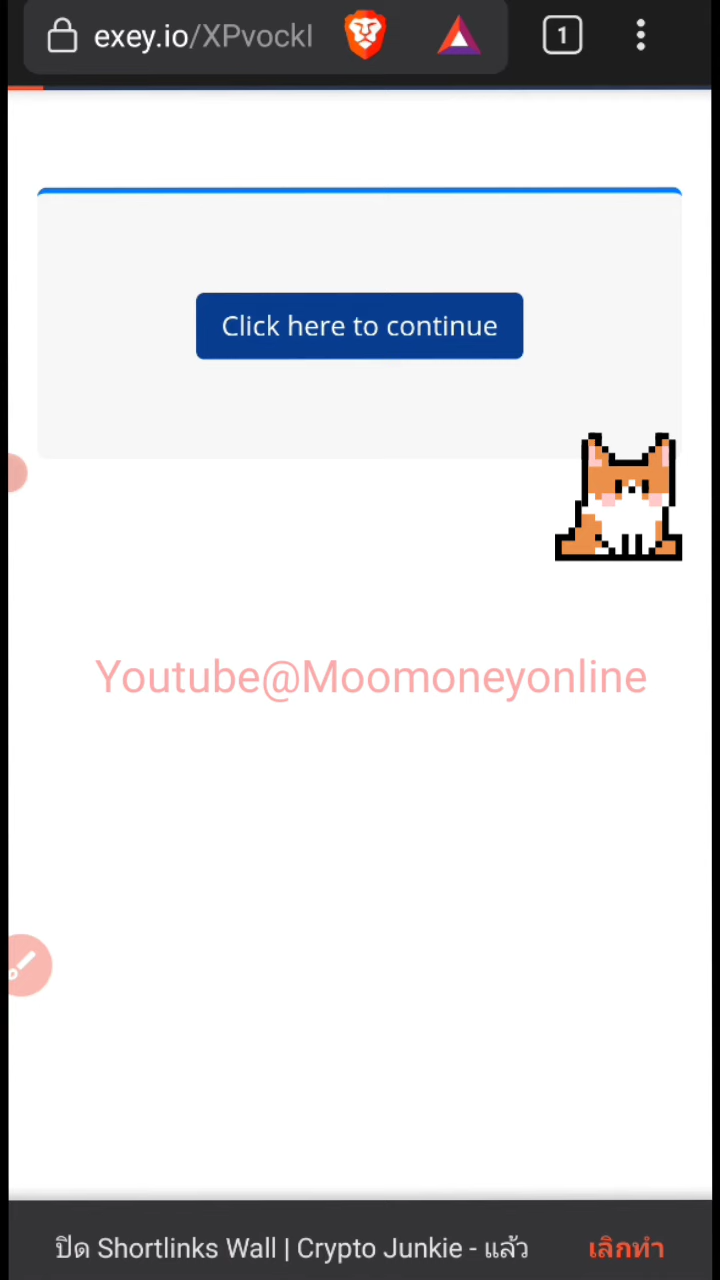 exey.io/XPvockI
1
Click here to continue
Youtube@Moomoneyonline
ปิด Shortlinks Wall | Crypto Junkie - แล้ว
เลิกทำ